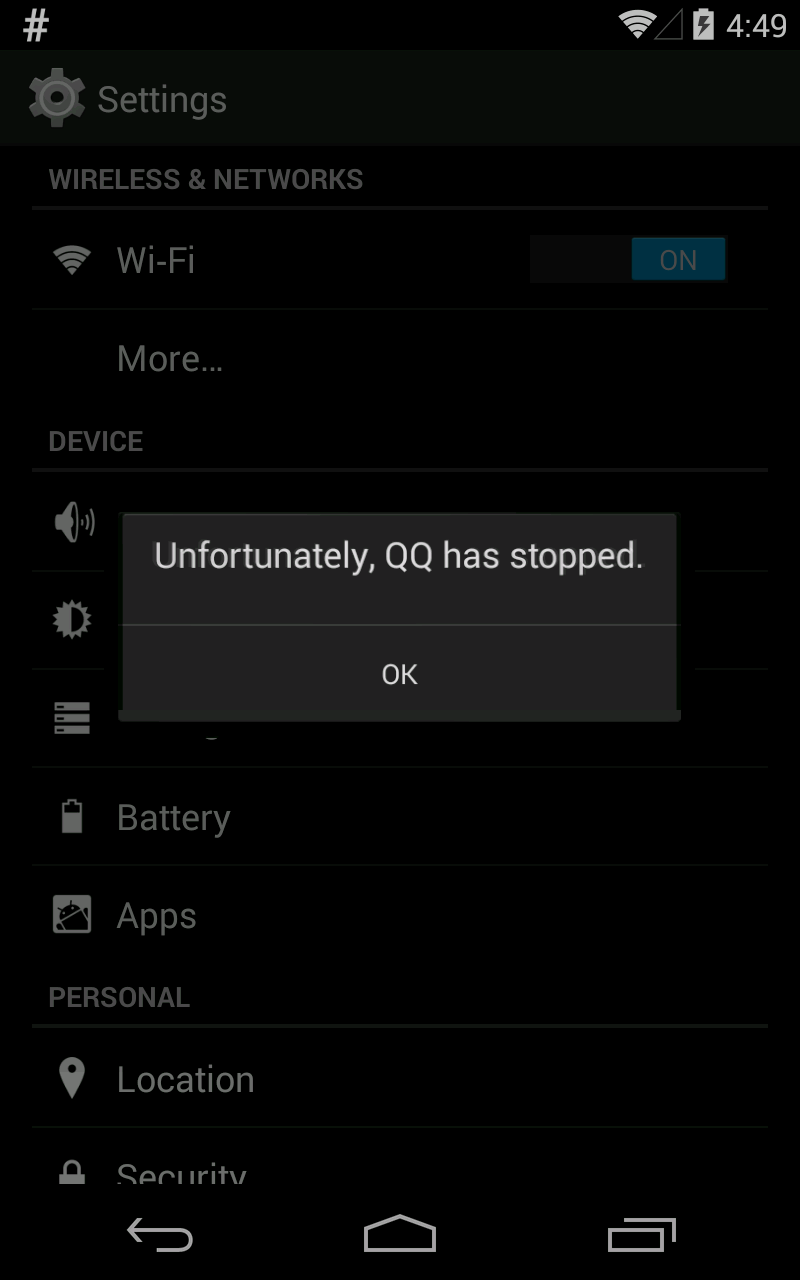 # 4:49
Settings
WIRELESS & NETWORKS
Wi-Fi ON
More...
DEVICE
Unfortunately, QQ has stopped.
OK
Battery
Apps
PERSONAL
Location
Security